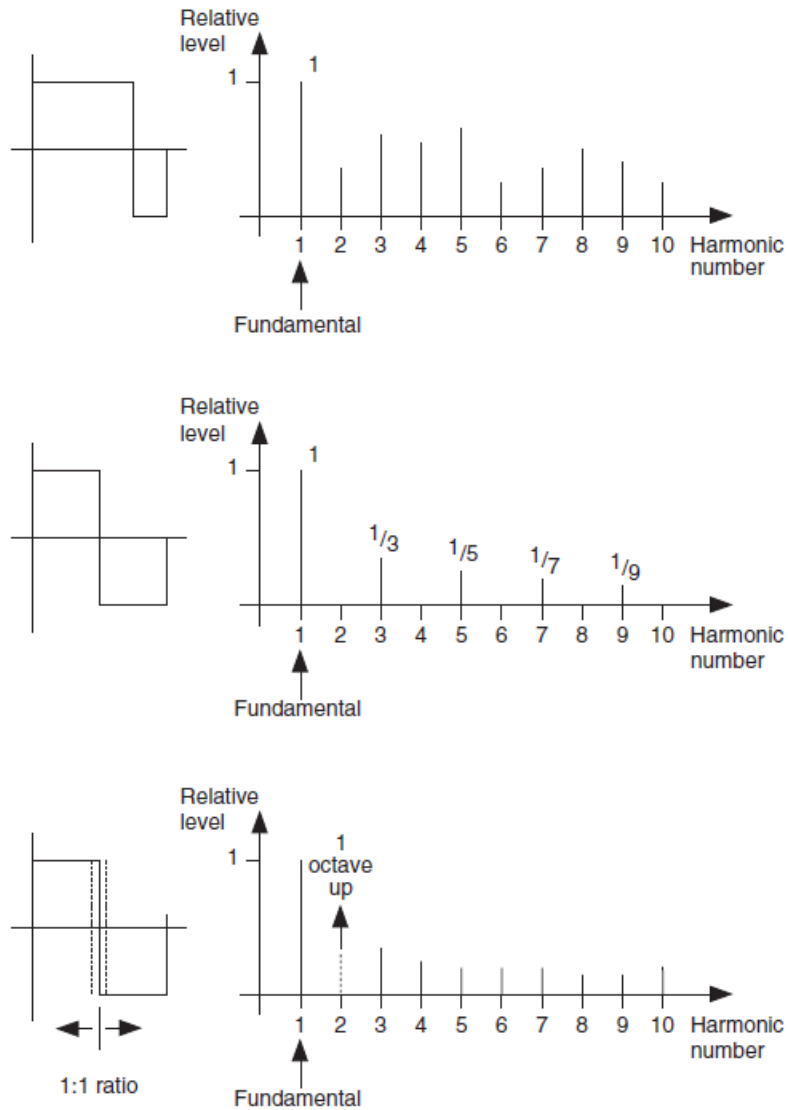 Relative
level
1
1
1 2 3 4 5 6 7 8 9 10 Harmonic
number
Fundamental
Relative
level
1
1
1/3
1/5
1/7
1/9
1 2 3 4 5 6 7 8 9 10 Harmonic
number
Fundamental
Relative
level
1
1
octave
up
1 2 3 4 5 6 7 8 9 10 Harmonic
number
1:1 ratio
Fundamental